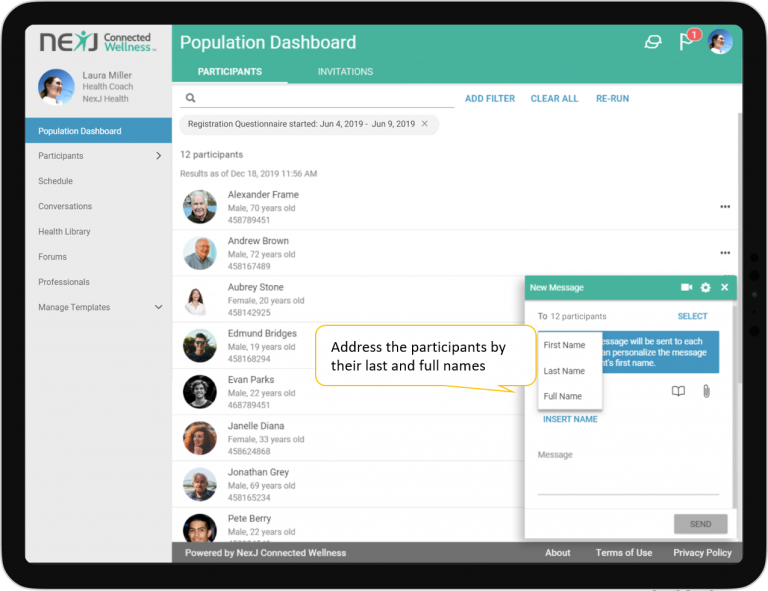 NEXJ Connected Wellness
Laura Miller
Health Coach
NexJ Health
Population Dashboard
Participants
Schedule
Conversations
Health Library
Forums
Professionals
Manage Templates
Population Dashboard
1
PARTICIPANTS
INVITATIONS
ADD FILTER
CLEAR ALL
RE-RUN
Registration Questionnaire started: Jun 4, 2019 - Jun 9, 2019
12 participants
Results as of Dec 18, 2019 11:56 AM
Alexander Frame
Male, 70 years old
458789451
Andrew Brown
Male, 72 years old
458167489
Aubrey Stone
Female, 20 years old
458142925
Edmund Bridges
Male, 19 years old
458168294
Evan Parks
Male, 22 years old
468789451
Janelle Diana
Female, 33 years old
458624868
Jonathan Grey
Male, 69 years old
458165234
Pete Berry
Male, 22 years old
Address the participants by
their last and full names
New Message
To 12 participants
SELECT
essage will be sent to each
an personalize the message
nt's first name.
First Name
Last Name
Full Name
INSERT NAME
Message
SEND
Powered by NexJ Connected Wellness
About
Terms of Use
Privacy Policy